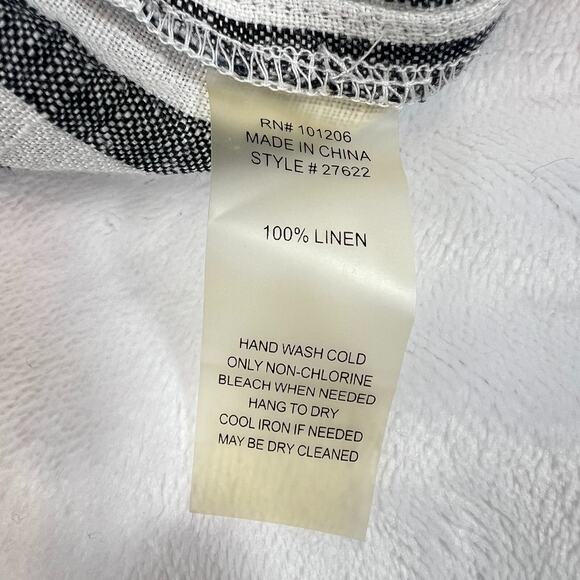 RN# 101206
MADE IN CHINA
STYLE # 27622
100% LINEN
HAND WASH COLD
ONLY NON-CHLORINE
BLEACH WHEN NEEDED
HANG TO DRY
COOL IRON IF NEEDED
MAY BE DRY CLEANED